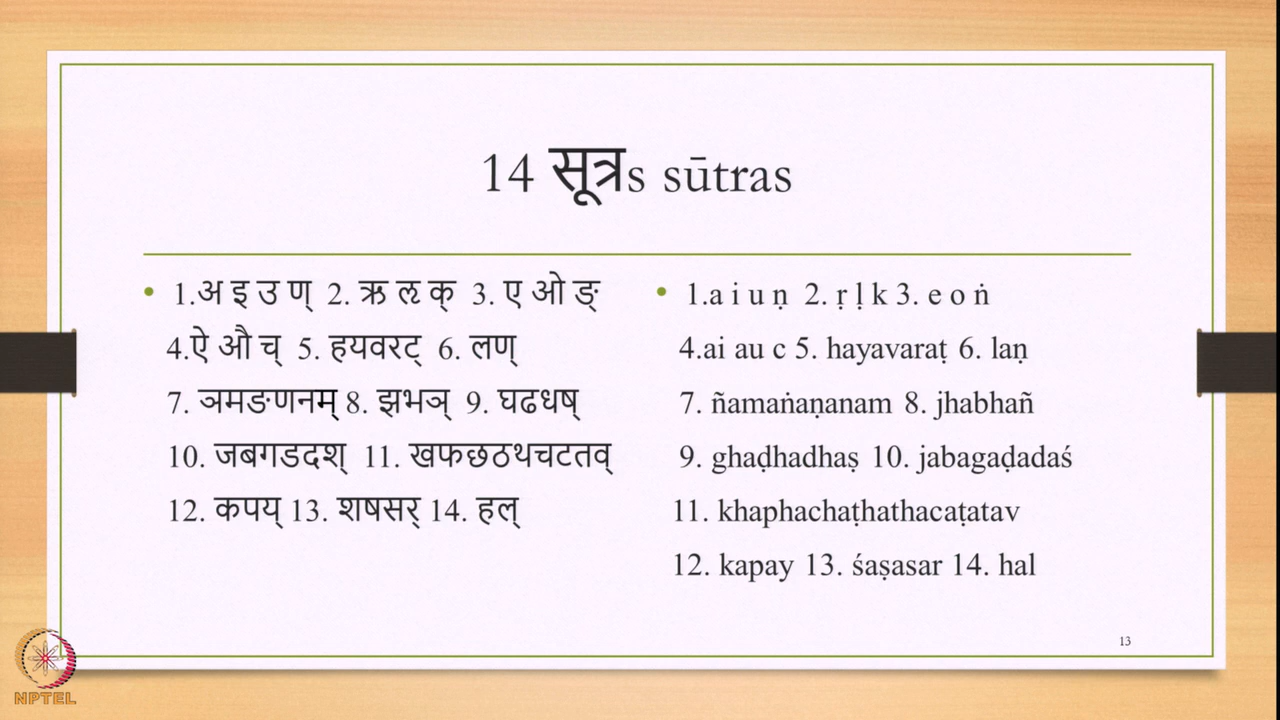 14 सूत्रs sūtras
• 1.अ इ उ ण् 2. ऋ ऌ क् 3. ए ओ ङ्
4.ऐ औ च् 5. हयवरट् 6. लण्
7. ञमङणनम् 8. झभञ् 9. घढधष्
10. जबगडदश् 11. खफछठथचटतव्
12. कपय् 13. शषसर् 14. हल्
• 1.a i u ṇ 2. ṛ ḷ k 3. e o ṅ
4.ai au c 5. hayavaraṭ 6. laṇ
7. ñamaṅaṇanam 8. jhabhañ
9. ghaḍhadhaṣ 10. jabagaḍadaś
11. khaphachaṭhathacaṭatav
12. kapay 13. śaṣasar 14. hal
13
NPTEL